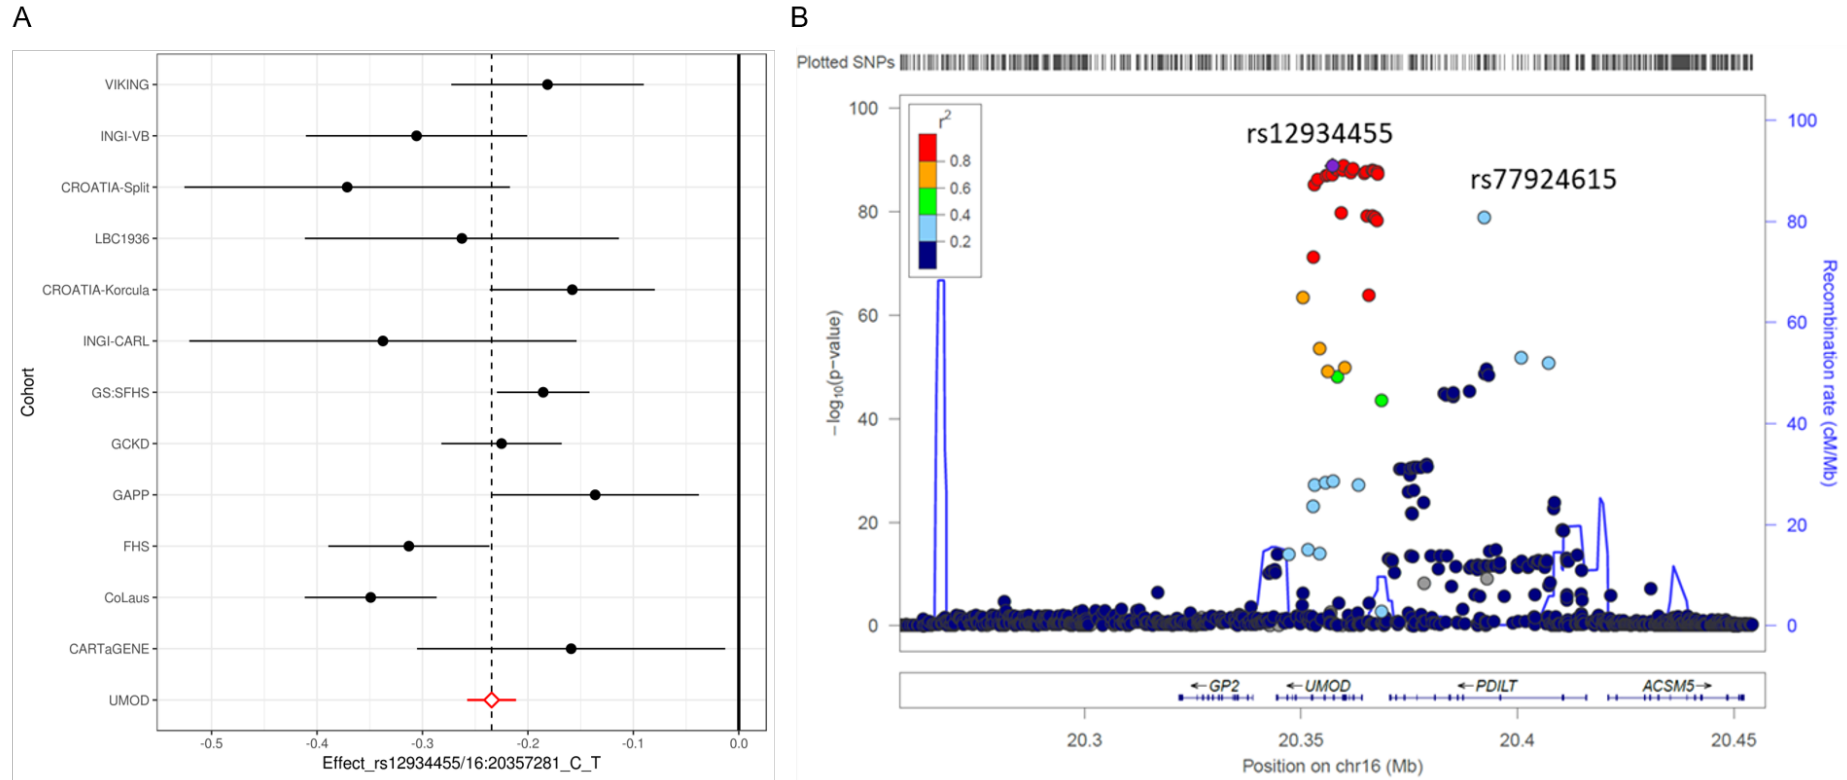 A
VIKING
INGI-VB
CROATIA-Split
LBC1936
CROATIA-Korcula
INGI-CARL
GS:SFHS
GCKD
GAPP
FHS
CoLaus
CARTaGENE
UMOD
Cohort
-0.5 -0.4 -0.3 -0.2 -0.1 0.0
Effect_rs12934455/16:20357281_C_T
B
Plotted SNPs
100
80
60
40
20
0
−log10(p−value)
r2
0.8
0.6
0.4
0.2
rs12934455
rs77924615
100
80
60
40
20
0
Recombination rate (cM/Mb)
←GP2 ←UMOD ←PDILT ACSM5→
20.3 20.35 20.4 20.45
Position on chr16 (Mb)